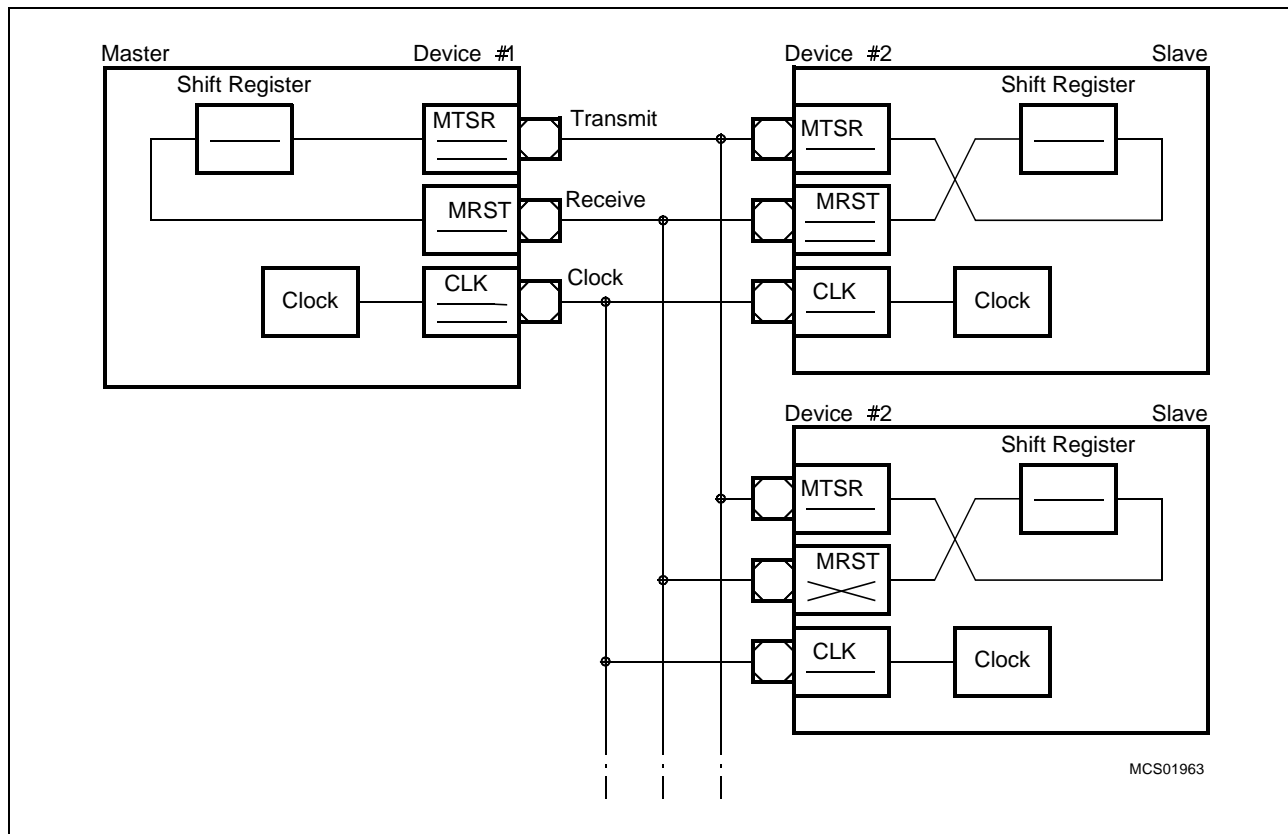 Master Device #1
Shift Register
MTSR
Transmit
MRST
Receive
CLK
Clock
Clock
Device #2 Slave
Shift Register
MTSR
MRST
CLK
Clock
Device #2 Slave
Shift Register
MTSR
MRST
CLK
Clock
MCS01963